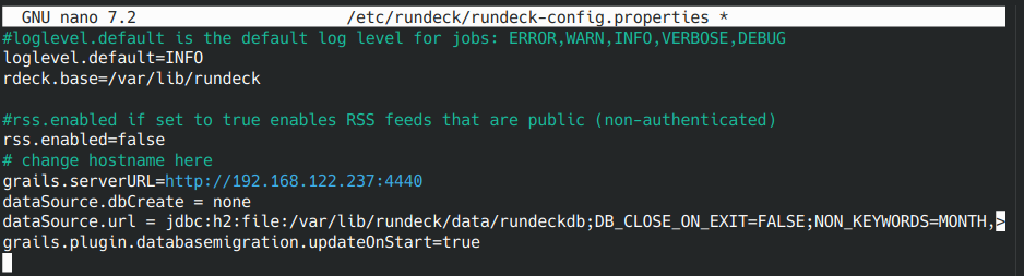 GNU nano 7.2 /etc/rundeck/rundeck-config.properties *
#loglevel.default is the default log level for jobs: ERROR,WARN,INFO,VERBOSE,DEBUG
loglevel.default=INFO
rdeck.base=/var/lib/rundeck
#rss.enabled if set to true enables RSS feeds that are public (non-authenticated)
rss.enabled=false
# change hostname here
grails.serverURL=http://192.168.122.237:4440
dataSource.dbCreate = none
dataSource.url = jdbc:h2:file:/var/lib/rundeck/data/rundeckdb;DB_CLOSE_ON_EXIT=FALSE;NON_KEYWORDS=MONTH,>
grails.plugin.databasemigration.updateOnStart=true